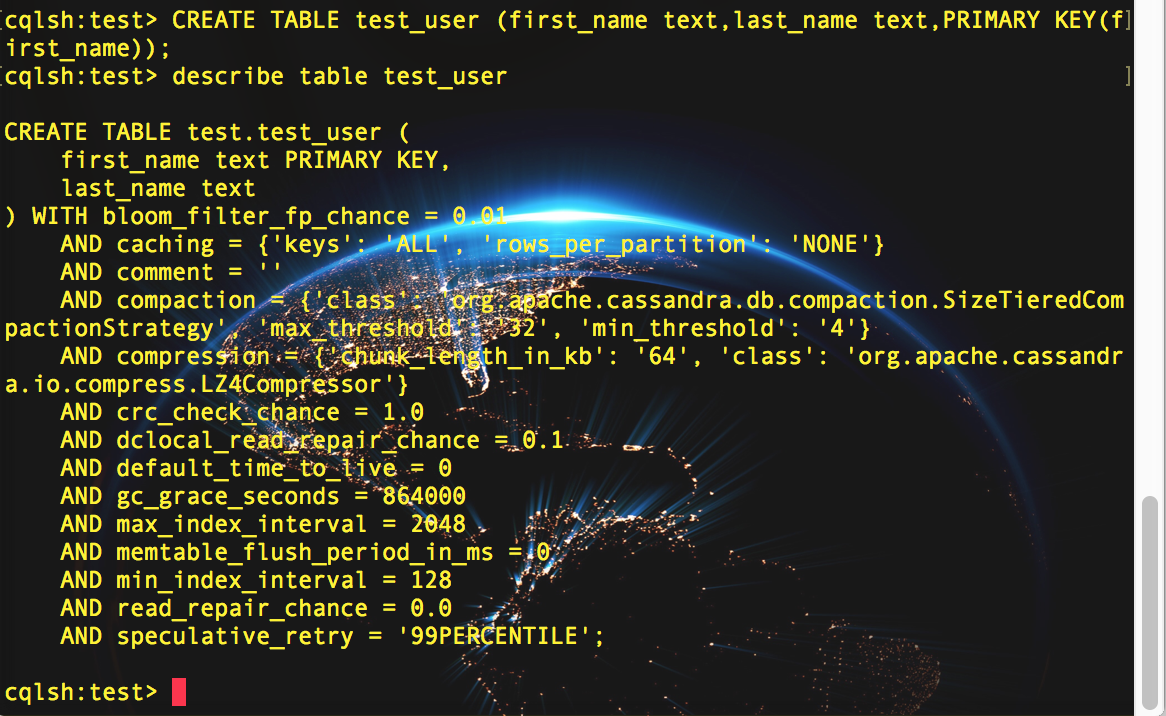 [cqlsh:test> CREATE TABLE test_user (first_name text,last_name text,PRIMARY KEY(f]
irst_name));
[cqlsh:test> describe table test_user ]
CREATE TABLE test.test_user (
    first_name text PRIMARY KEY,
    last_name text
) WITH bloom_filter_fp_chance = 0.01
    AND caching = {'keys': 'ALL', 'rows_per_partition': 'NONE'}
    AND comment = ''
    AND compaction = {'class': 'org.apache.cassandra.db.compaction.SizeTieredCom
pactionStrategy', 'max_threshold': '32', 'min_threshold': '4'}
    AND compression = {'chunk_length_in_kb': '64', 'class': 'org.apache.cassandr
a.io.compress.LZ4Compressor'}
    AND crc_check_chance = 1.0
    AND dclocal_read_repair_chance = 0.1
    AND default_time_to_live = 0
    AND gc_grace_seconds = 864000
    AND max_index_interval = 2048
    AND memtable_flush_period_in_ms = 0
    AND min_index_interval = 128
    AND read_repair_chance = 0.0
    AND speculative_retry = '99PERCENTILE';
cqlsh:test>